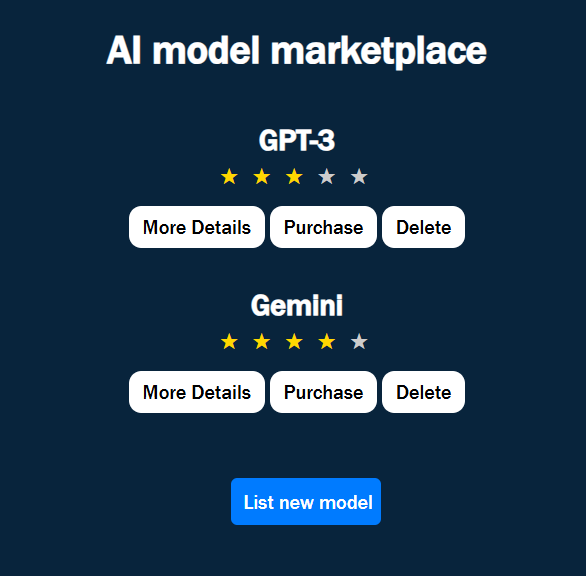 AI model marketplace
GPT-3
★ ★ ★ ★ ★
More Details Purchase Delete
Gemini
★ ★ ★ ★ ★
More Details Purchase Delete
List new model